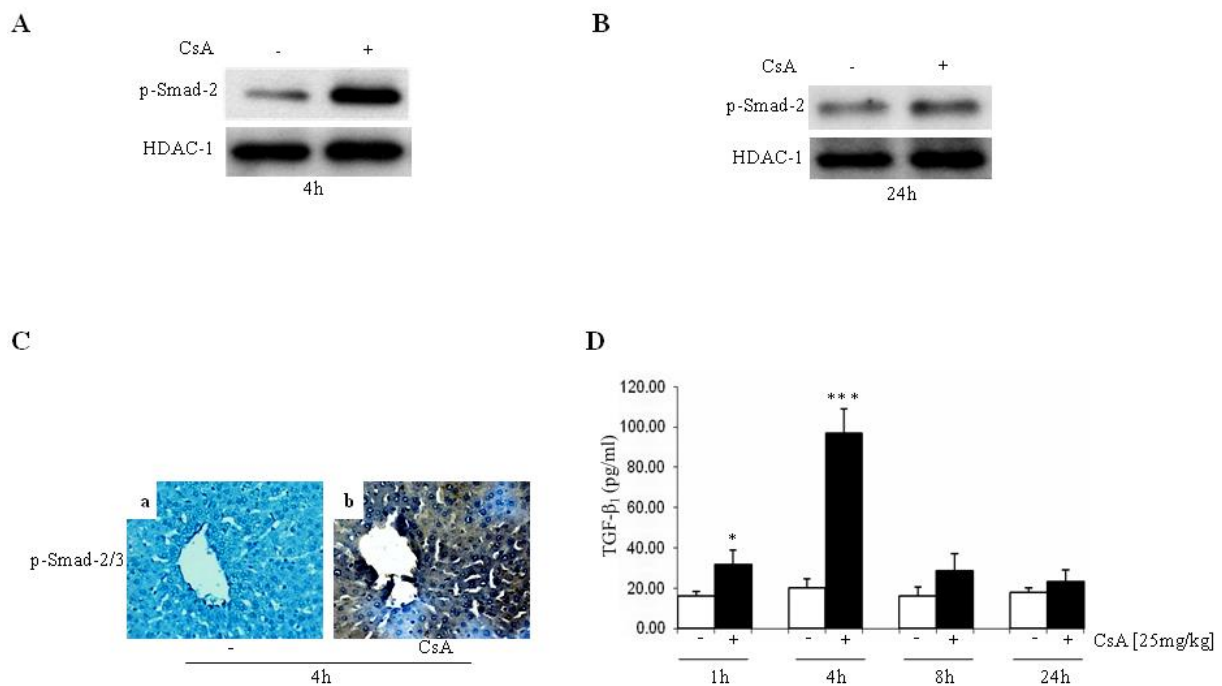 A
CsA - +
p-Smad-2
HDAC-1
4h
B
CsA - +
p-Smad-2
HDAC-1
24h
C
a b
p-Smad-2/3
- CsA
4h
D
TGF-β₁ (pg/ml)
120.00
100.00
80.00
60.00
40.00
20.00
0.00
*
***
- + - + - + - + CsA [25mg/kg]
1h 4h 8h 24h